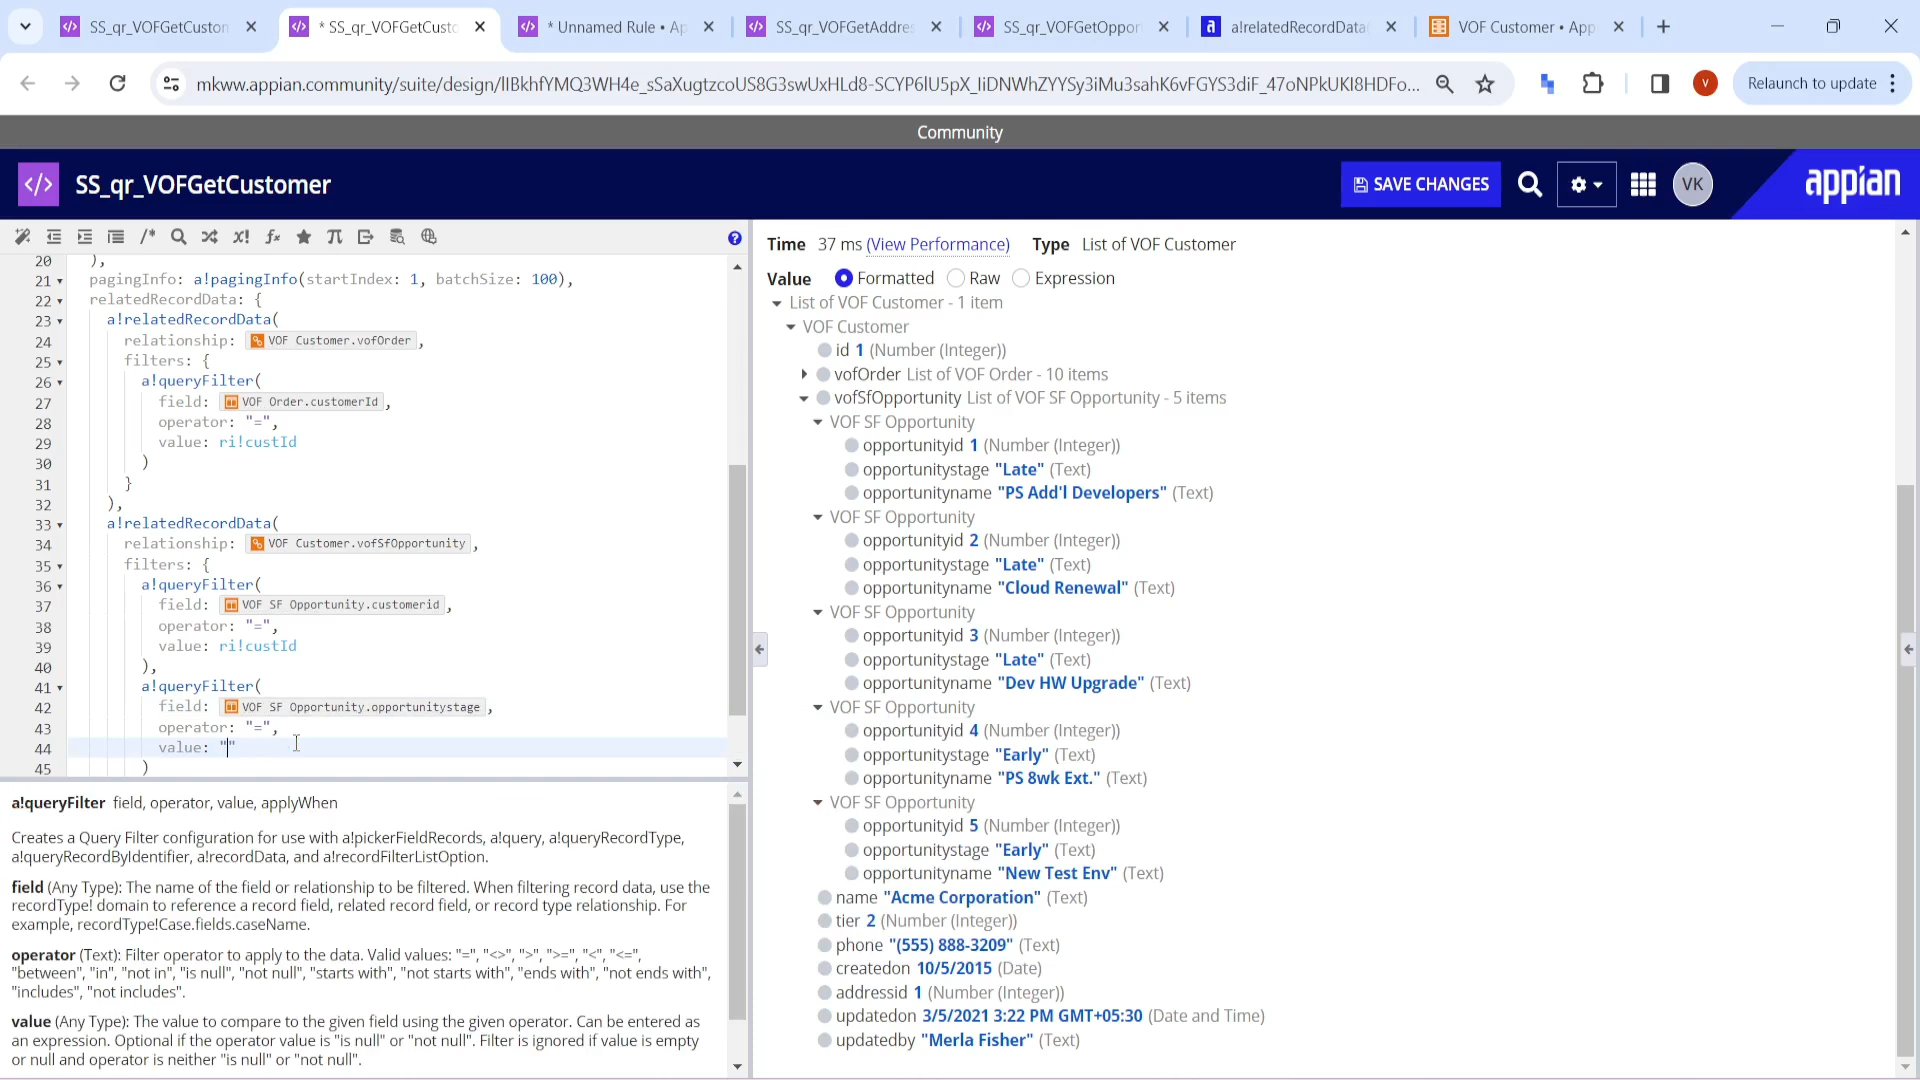 SS_qr_VOFGetCustom
* SS_qr_VOFGetCusto
* Unnamed Rule • Ap
SS_qr_VOFGetAddres
SS_qr_VOFGetOpport
a!relatedRecordData(
VOF Customer • App
mkww.appian.community/suite/design/
Relaunch to update
Community
SS_qr_VOFGetCustomer
SAVE CHANGES
VK
appian
20 ),
21 pagingInfo: a!pagingInfo(startIndex: 1, batchSize: 100),
22 relatedRecordData: {
23 a!relatedRecordData(
24 relationship: VOF Customer.vofOrder ,
25 filters: {
26 a!queryFilter(
27 field: VOF Order.customerId ,
28 operator: "=",
29 value: ri!custId
30 )
31 }
32 ),
33 a!relatedRecordData(
34 relationship: VOF Customer.vofSfOpportunity ,
35 filters: {
36 a!queryFilter(
37 field: VOF SF Opportunity.customerid ,
38 operator: "=",
39 value: ri!custId
40 ),
41 a!queryFilter(
42 field: VOF SF Opportunity.opportunitystage ,
43 operator: "=",
44 value: ""
45 )
a!queryFilter field, operator, value, applyWhen
Creates a Query Filter configuration for use with a!pickerFieldRecords, a!query, a!queryRecordType,
a!queryRecordByIdentifier, a!recordData, and a!recordFilterListOption.
field (Any Type): The name of the field or relationship to be filtered. When filtering record data, use the
recordType! domain to reference a record field, related record field, or record type relationship. For
example, recordType!Case.fields.caseName.
operator (Text): Filter operator to apply to the data. Valid values: "=", "<>", ">", ">=", "<", "<=",
"between", "in", "not in", "is null", "not null", "starts with", "not starts with", "ends with", "not ends with",
"includes", "not includes".
value (Any Type): The value to compare to the given field using the given operator. Can be entered as
an expression. Optional if the operator value is "is null" or "not null". Filter is ignored if value is empty
or null and operator is neither "is null" or "not null".
Time 37 ms (View Performance) Type List of VOF Customer
Value Formatted Raw Expression
List of VOF Customer - 1 item
VOF Customer
id 1 (Number (Integer))
vofOrder List of VOF Order - 10 items
vofSfOpportunity List of VOF SF Opportunity - 5 items
VOF SF Opportunity
opportunityid 1 (Number (Integer))
opportunitystage "Late" (Text)
opportunityname "PS Add'l Developers" (Text)
VOF SF Opportunity
opportunityid 2 (Number (Integer))
opportunitystage "Late" (Text)
opportunityname "Cloud Renewal" (Text)
VOF SF Opportunity
opportunityid 3 (Number (Integer))
opportunitystage "Late" (Text)
opportunityname "Dev HW Upgrade" (Text)
VOF SF Opportunity
opportunityid 4 (Number (Integer))
opportunitystage "Early" (Text)
opportunityname "PS 8wk Ext." (Text)
VOF SF Opportunity
opportunityid 5 (Number (Integer))
opportunitystage "Early" (Text)
opportunityname "New Test Env" (Text)
name "Acme Corporation" (Text)
tier 2 (Number (Integer))
phone "(555) 888-3209" (Text)
createdon 10/5/2015 (Date)
addressid 1 (Number (Integer))
updatedon 3/5/2021 3:22 PM GMT+05:30 (Date and Time)
updatedby "Merla Fisher" (Text)